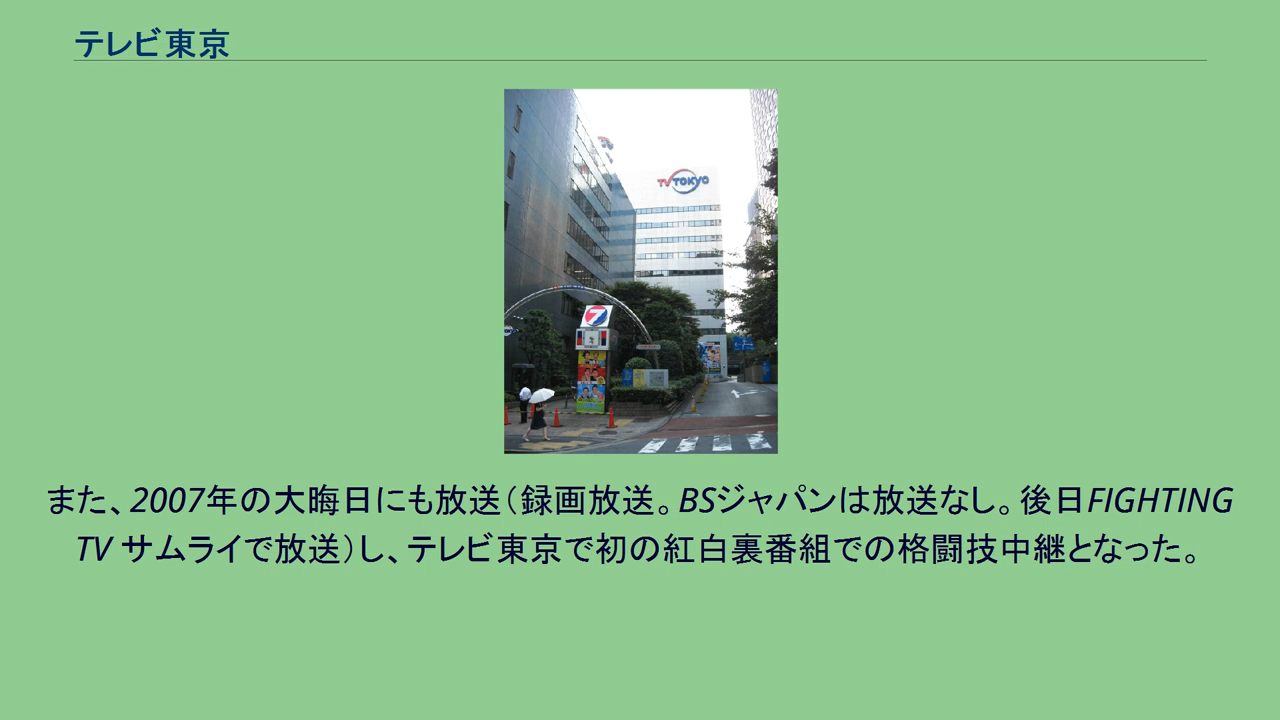 テレビ東京
TV TOKYO
7
また、2007年の大晦日にも放送（録画放送。BSジャパンは放送なし。後日FIGHTING
TV サムライで放送）し、テレビ東京で初の紅白裏番組での格闘技中継となった。